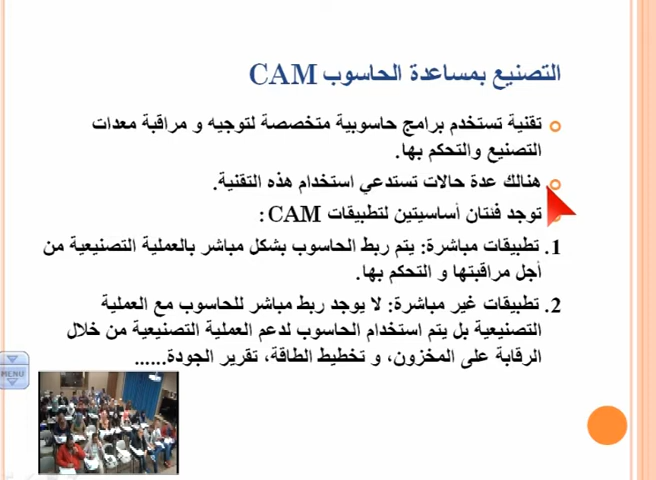 التصنيع بمساعدة الحاسوب CAM
تقنية تستخدم برامج حاسوبية متخصصة لتوجيه و مراقبة معدات
التصنيع والتحكم بها.
هنالك عدة حالات تستدعي استخدام هذه التقنية.
توجد فئتان أساسيتين لتطبيقات CAM :
1. تطبيقات مباشرة: يتم ربط الحاسوب بشكل مباشر بالعملية التصنيعية من
أجل مراقبتها و التحكم بها.
2. تطبيقات غير مباشرة: لا يوجد ربط مباشر للحاسوب مع العملية
التصنيعية بل يتم استخدام الحاسوب لدعم العملية التصنيعية من خلال
الرقابة على المخزون، و تخطيط الطاقة، تقرير الجودة......
MENU